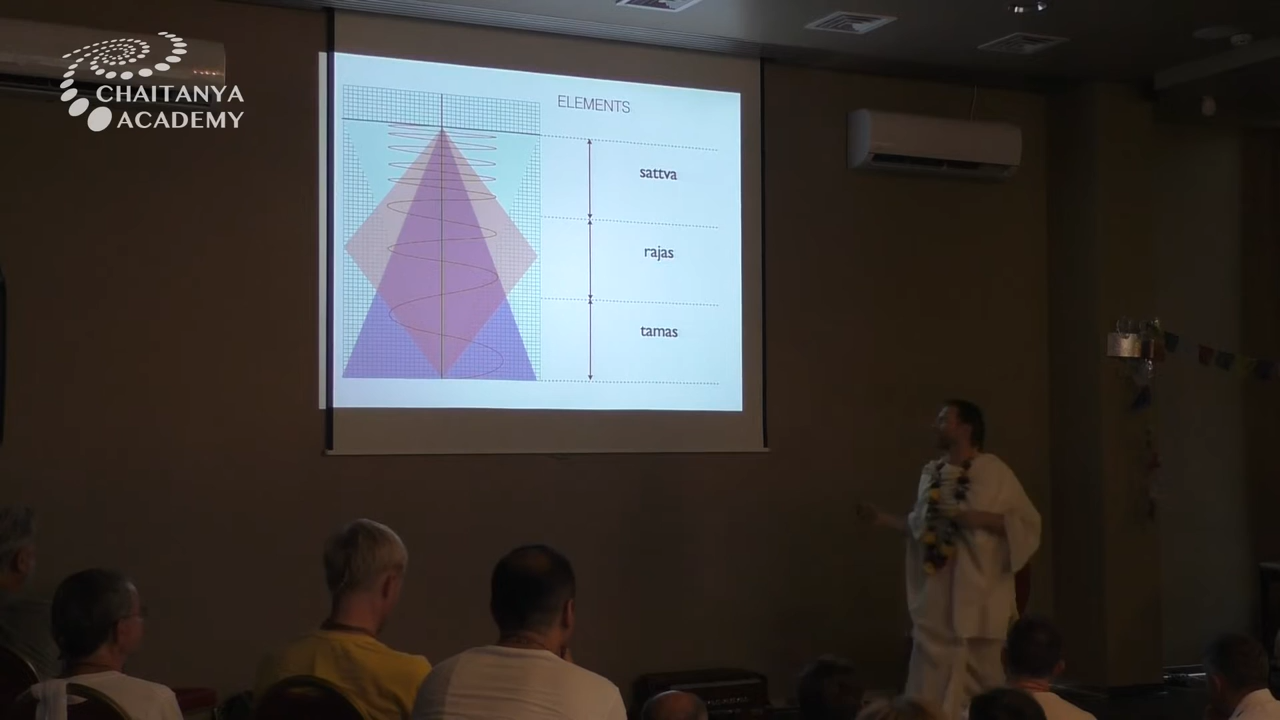 CHAITANYA
ACADEMY
ELEMENTS
sattva
rajas
tamas